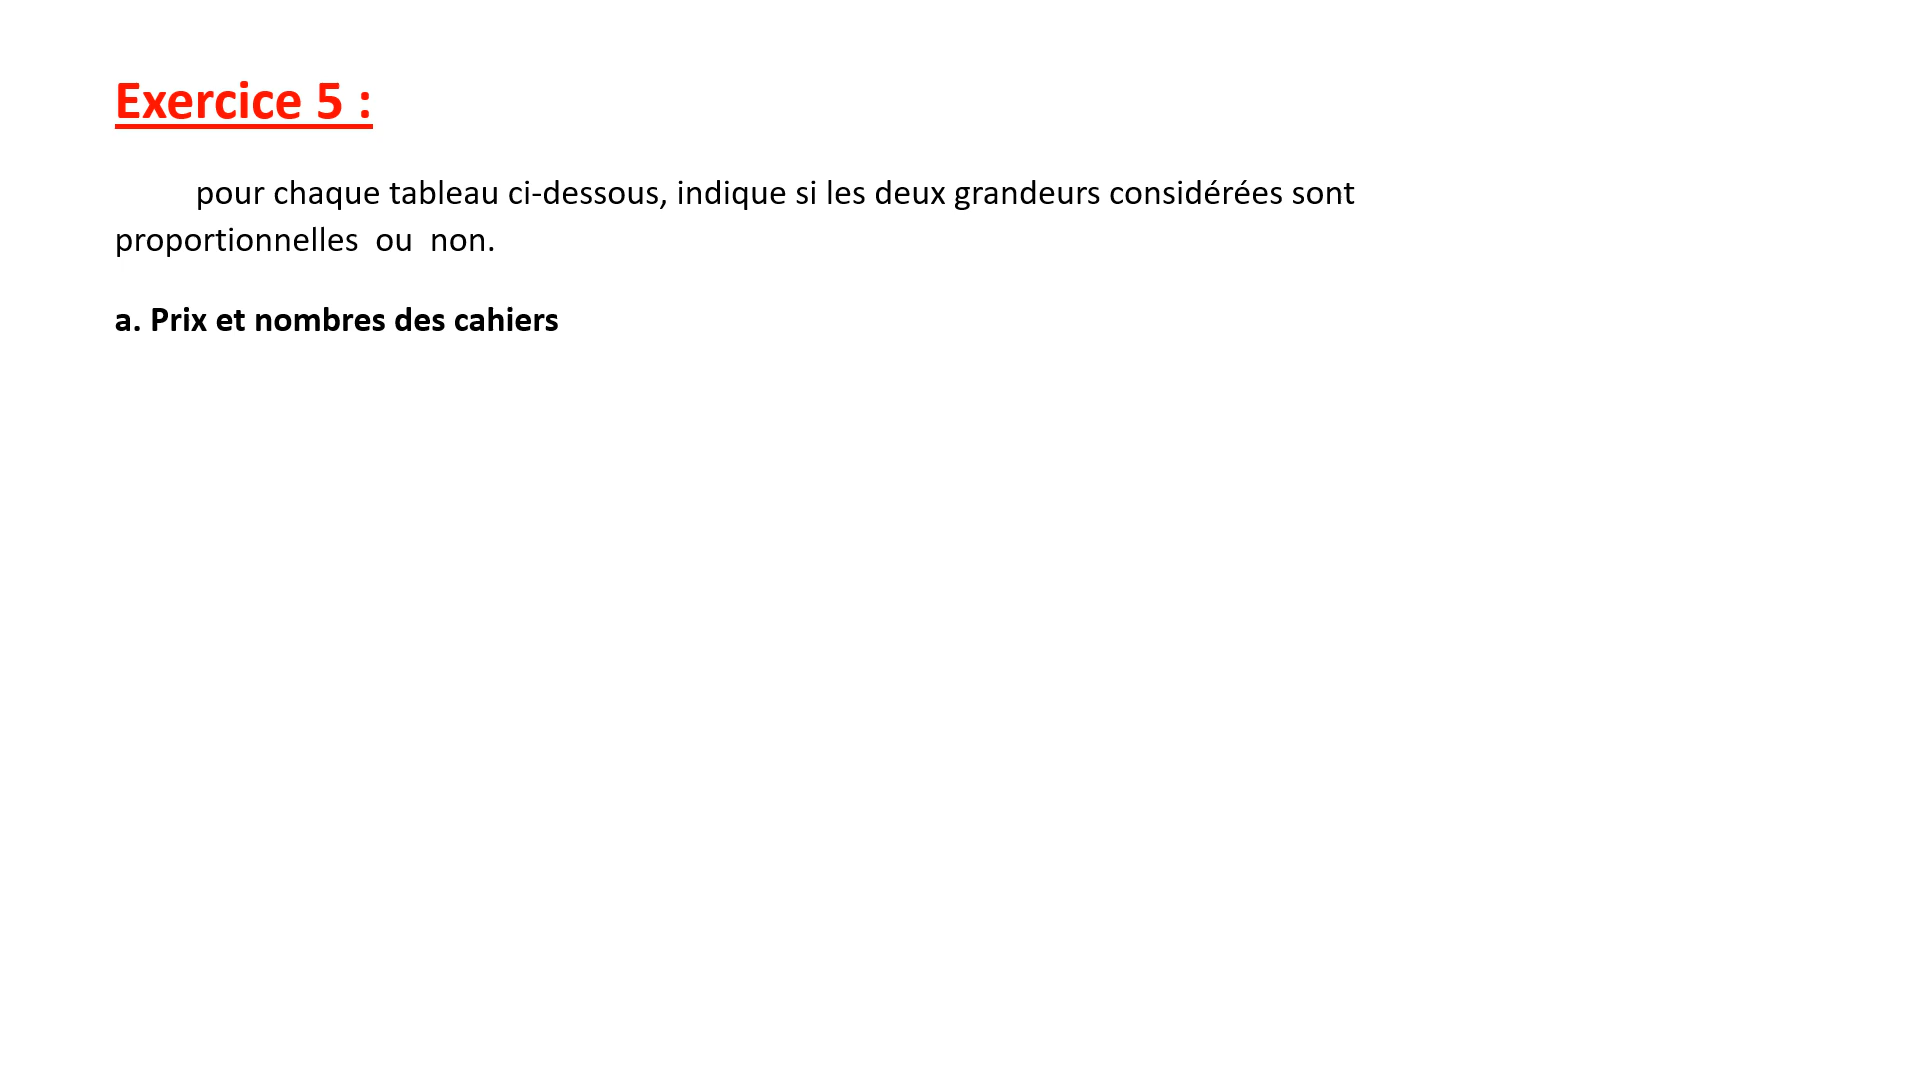 Exercice 5 :
pour chaque tableau ci-dessous, indique si les deux grandeurs considérées sont
proportionnelles ou non.
a. Prix et nombres des cahiers